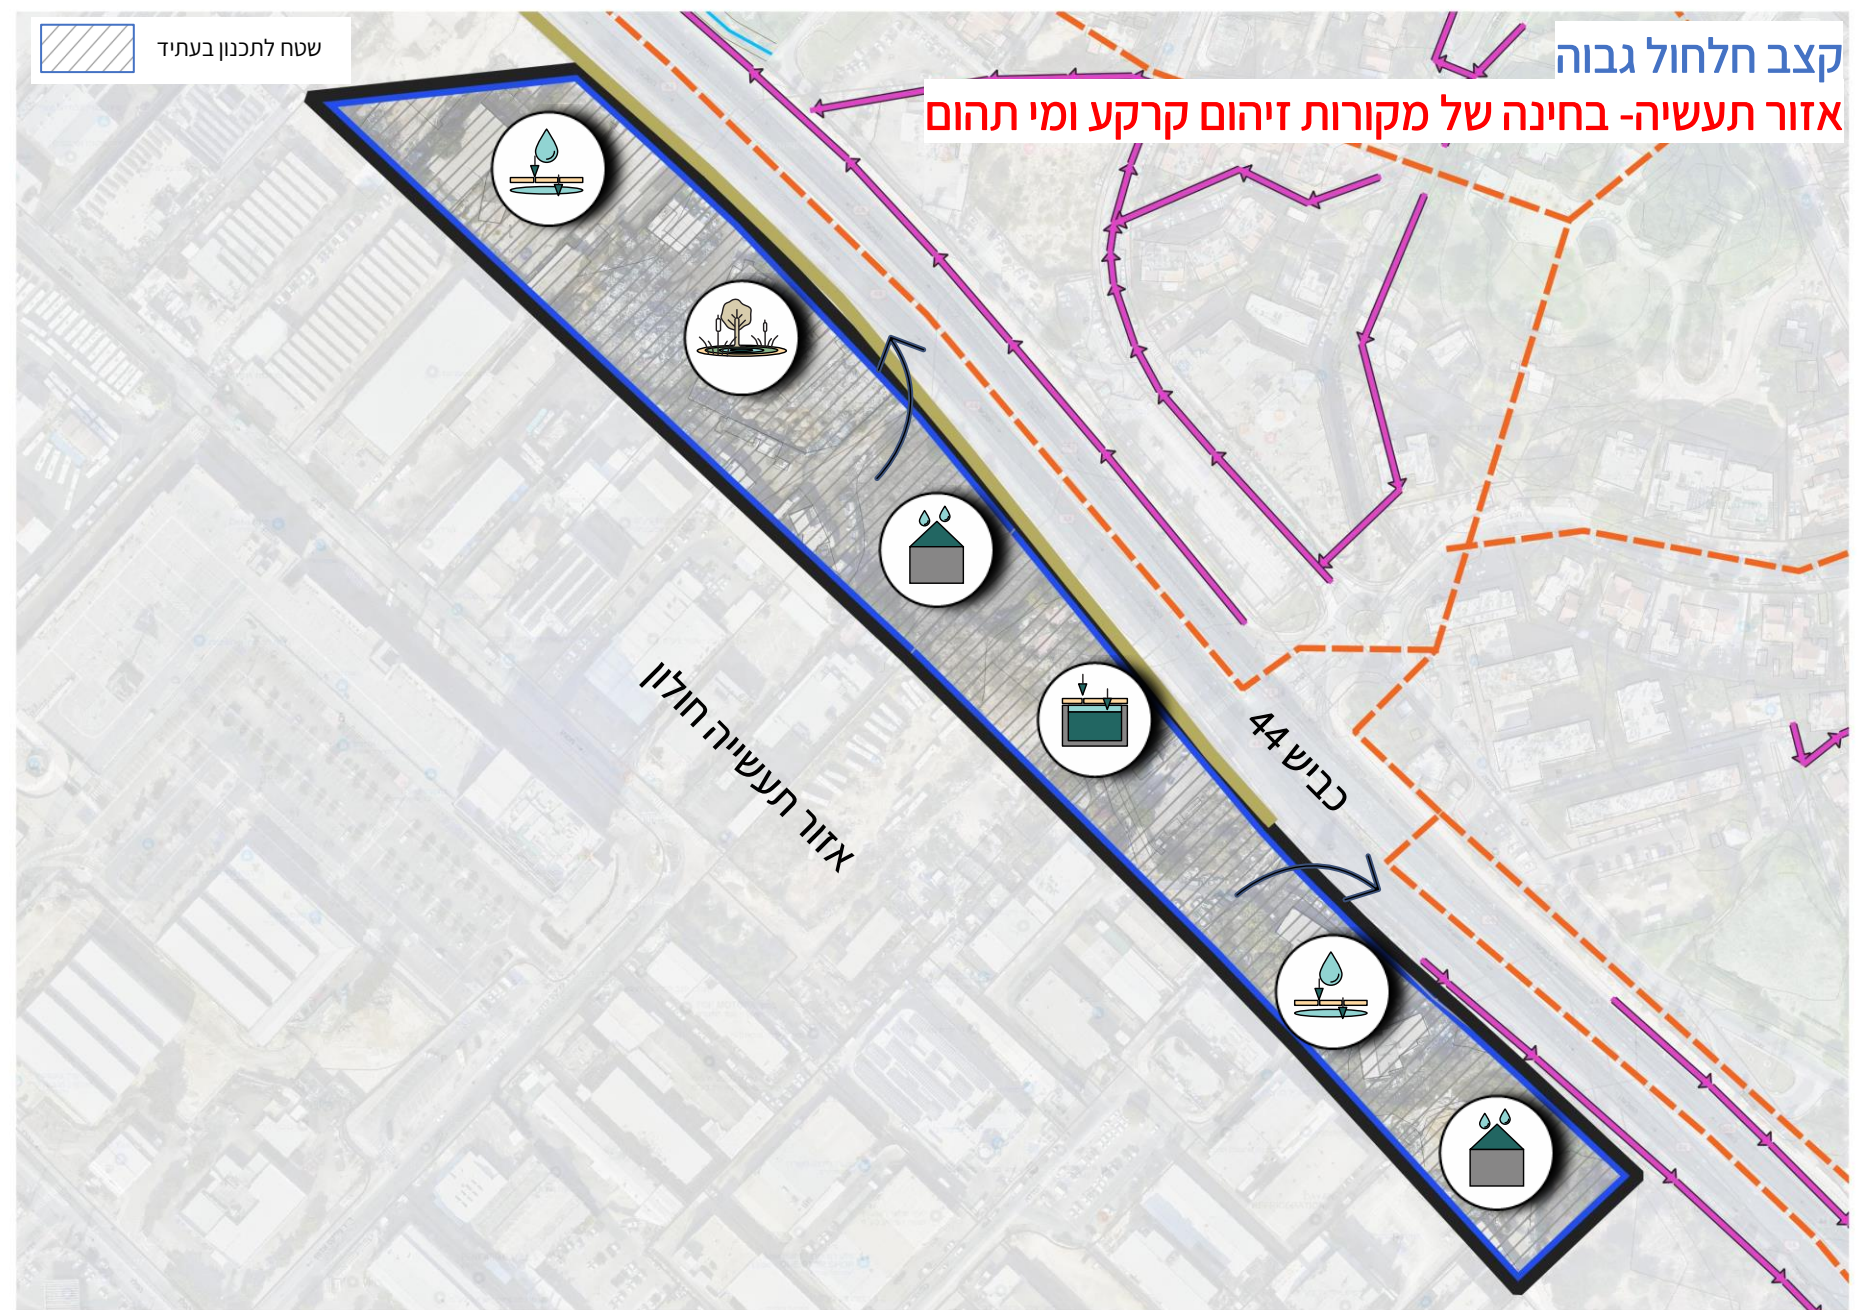 קצב חלחול גבוה
אזור תעשיה- בחינה של מקורות זיהום קרקע ומי תהום
שטח לתכנון בעתיד
כביש 44
אזור תעשייה חולון